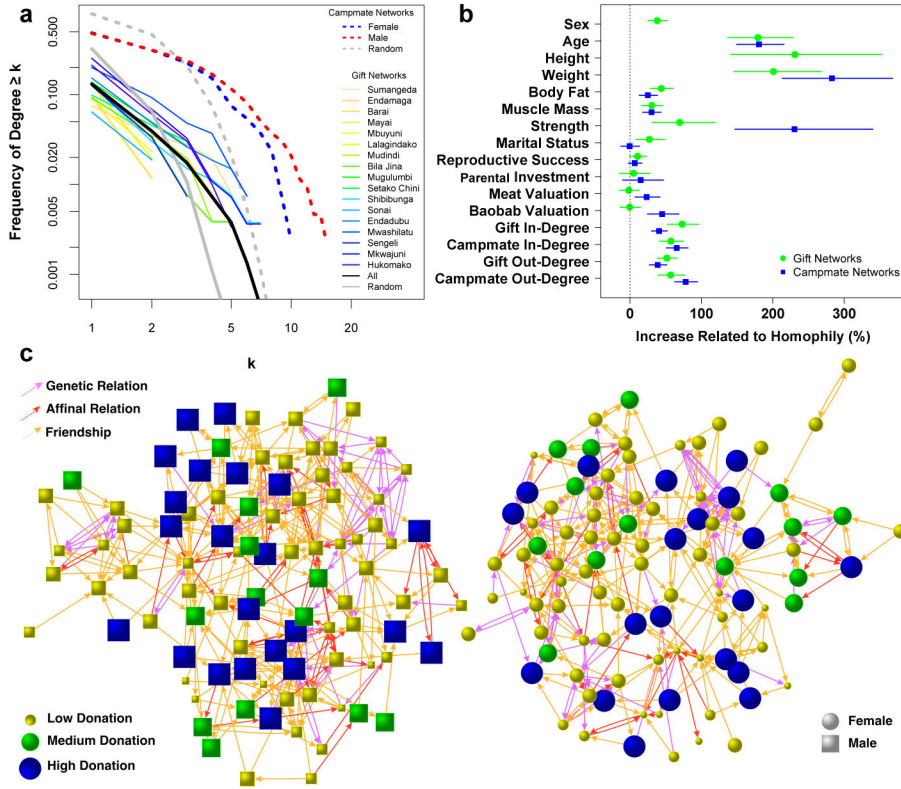 a
Frequency of Degree ≥ k
0.500
0.100
0.020
0.005
0.001
1
2
5
10
20
k
Campmate Networks
Female
Male
Random
Gift Networks
Sumangeda
Endamaga
Barai
Mayai
Mbuyuni
Lalagindako
Mudindi
Bila Jina
Mugulumbi
Setako Chini
Shibibunga
Sonai
Endadubu
Mwashilatu
Sengeli
Mkwajuni
Hukomako
All
Random
b
Sex
Age
Height
Weight
Body Fat
Muscle Mass
Strength
Marital Status
Reproductive Success
Parental Investment
Meat Valuation
Baobab Valuation
Gift In-Degree
Campmate In-Degree
Gift Out-Degree
Campmate Out-Degree
Gift Networks
Campmate Networks
0
100
200
300
Increase Related to Homophily (%)
c
Genetic Relation
Affinal Relation
Friendship
Low Donation
Medium Donation
High Donation
Female
Male